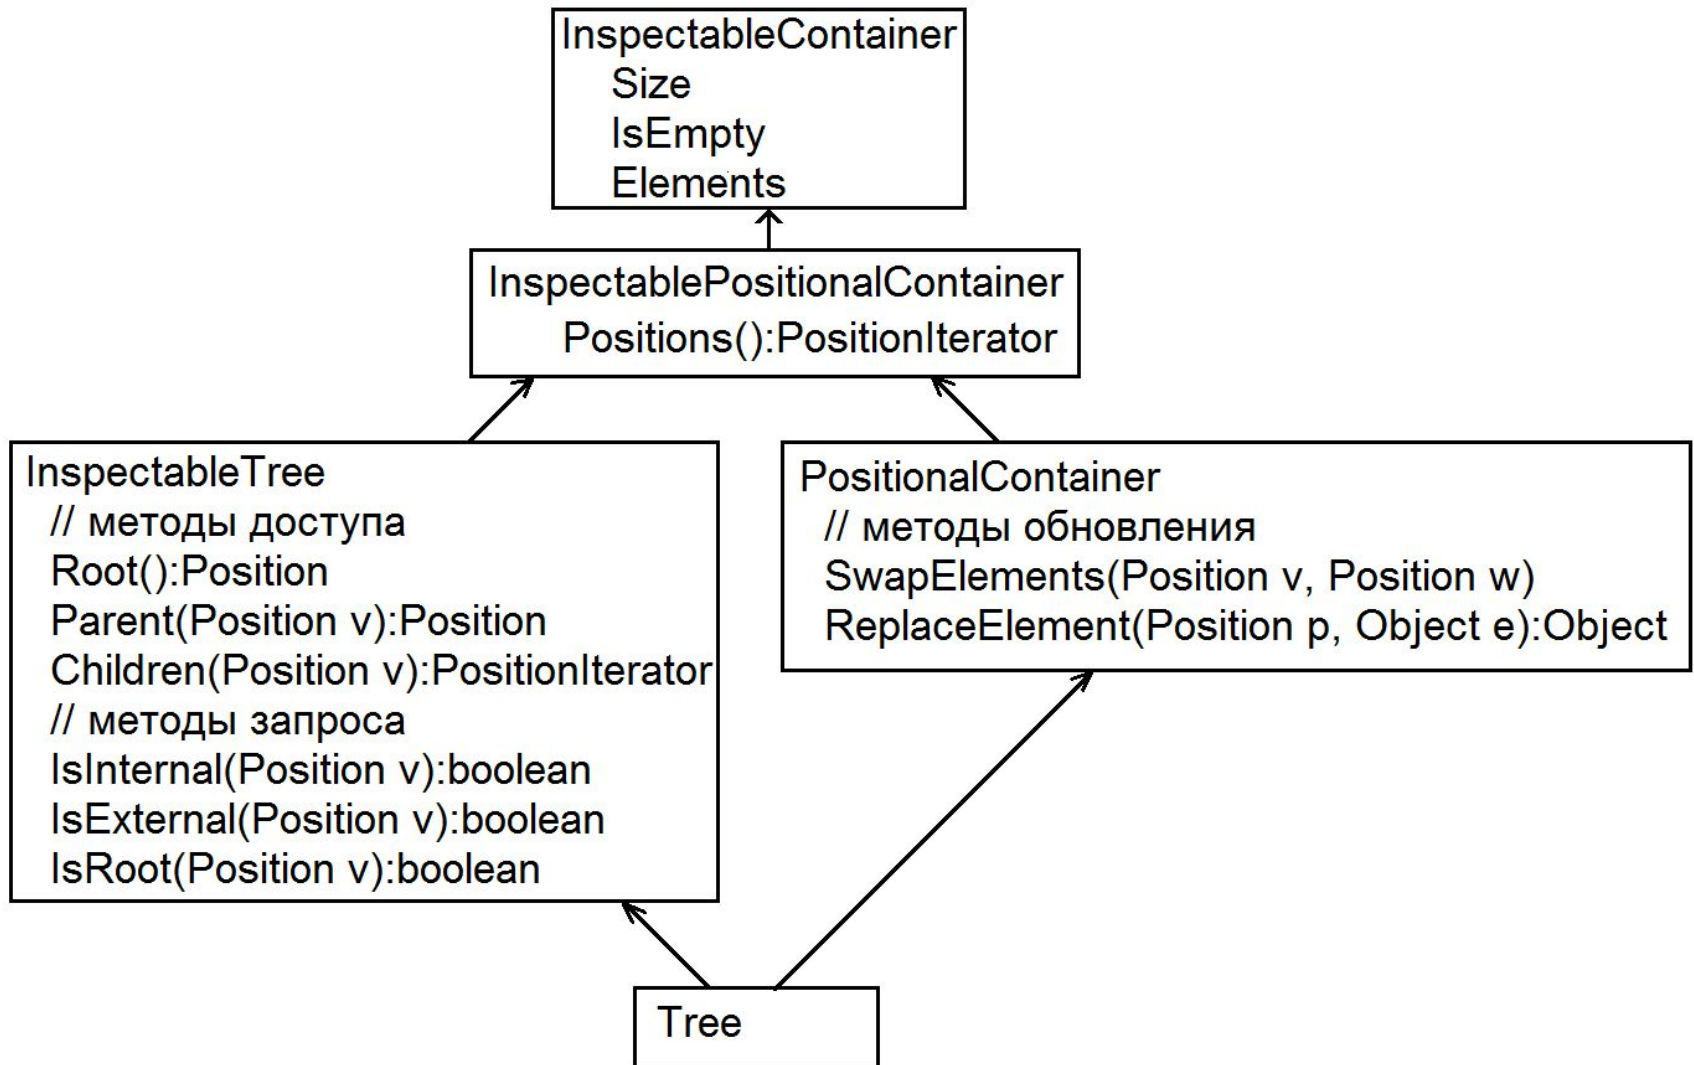 InspectableContainer
Size
IsEmpty
Elements
InspectablePositionalContainer
Positions():PositionIterator
InspectableTree
// методы доступа
Root():Position
Parent(Position v):Position
Children(Position v):PositionIterator
// методы запроса
IsInternal(Position v):boolean
IsExternal(Position v):boolean
IsRoot(Position v):boolean
PositionalContainer
// методы обновления
SwapElements(Position v, Position w)
ReplaceElement(Position p, Object e):Object
Tree